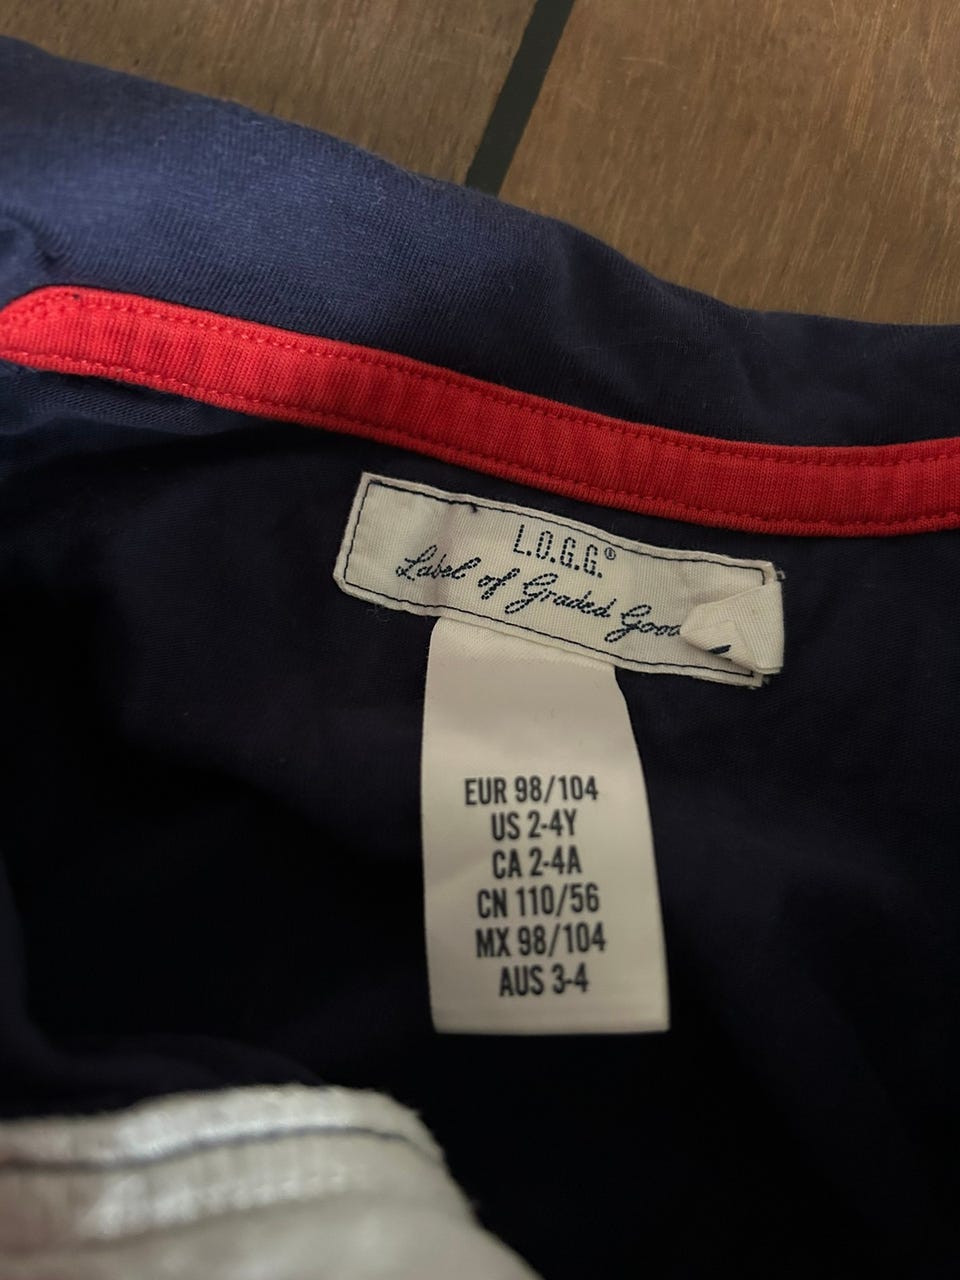 L.O.G.G.®
Label of Graded
EUR 98/104
US 2-4Y
CA 2-4A
CN 110/56
MX 98/104
AUS 3-4